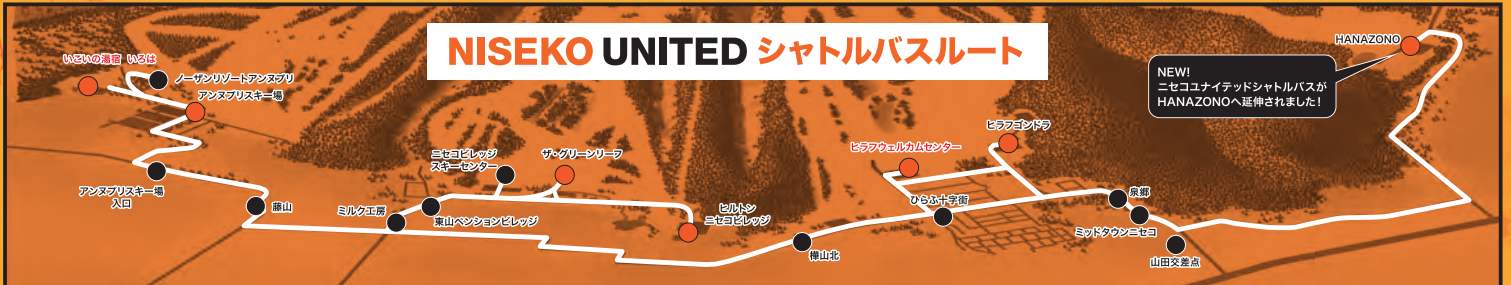 NISEKO UNITED シャトルバスルート
いこいの湯宿 いろは
ノーザンリゾートアンヌプリ
アンヌプリスキー場
アンヌプリスキー場
入口
藤山
ミルク工房
東山ペンションビレッジ
ニセコビレッジ
スキーセンター
ザ・グリーンリーフ
ヒルトン
ニセコビレッジ
樺山北
ヒラフウェルカムセンター
ひらふ十字街
ヒラフゴンドラ
泉郷
ミッドタウンニセコ
山田交差点
HANAZONO
NEW!
ニセコユナイテッドシャトルバスが
HANAZONOへ延伸されました!